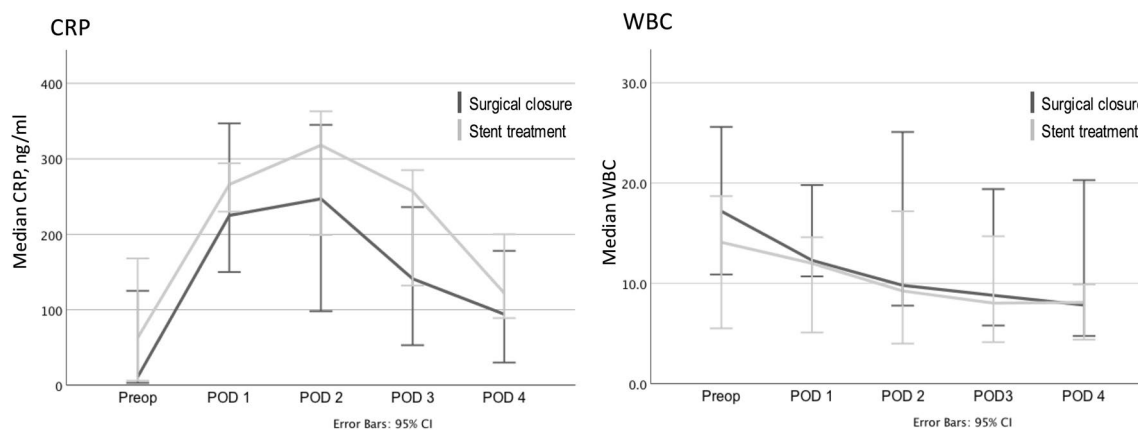 CRP
Median CRP, ng/ml
400
300
200
100
0
Surgical closure
Stent treatment
Preop POD 1 POD 2 POD 3 POD 4
Error Bars: 95% CI
WBC
Median WBC
30.0
20.0
10.0
0.0
Surgical closure
Stent treatment
Preop POD 1 POD 2 POD3 POD 4
Error Bars: 95% CI